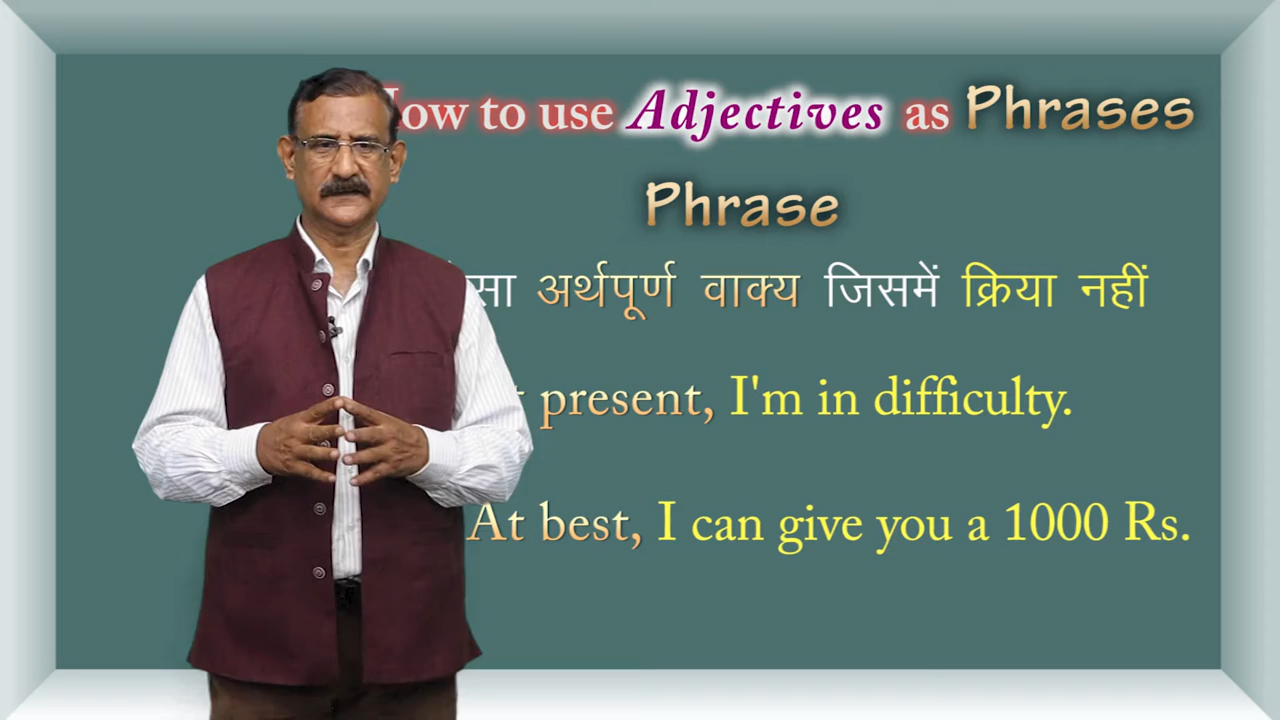 How to use Adjectives as Phrases
Phrase
अर्थपूर्ण वाक्य जिसमें क्रिया नहीं
present, I'm in difficulty.
At best, I can give you a 1000 Rs.